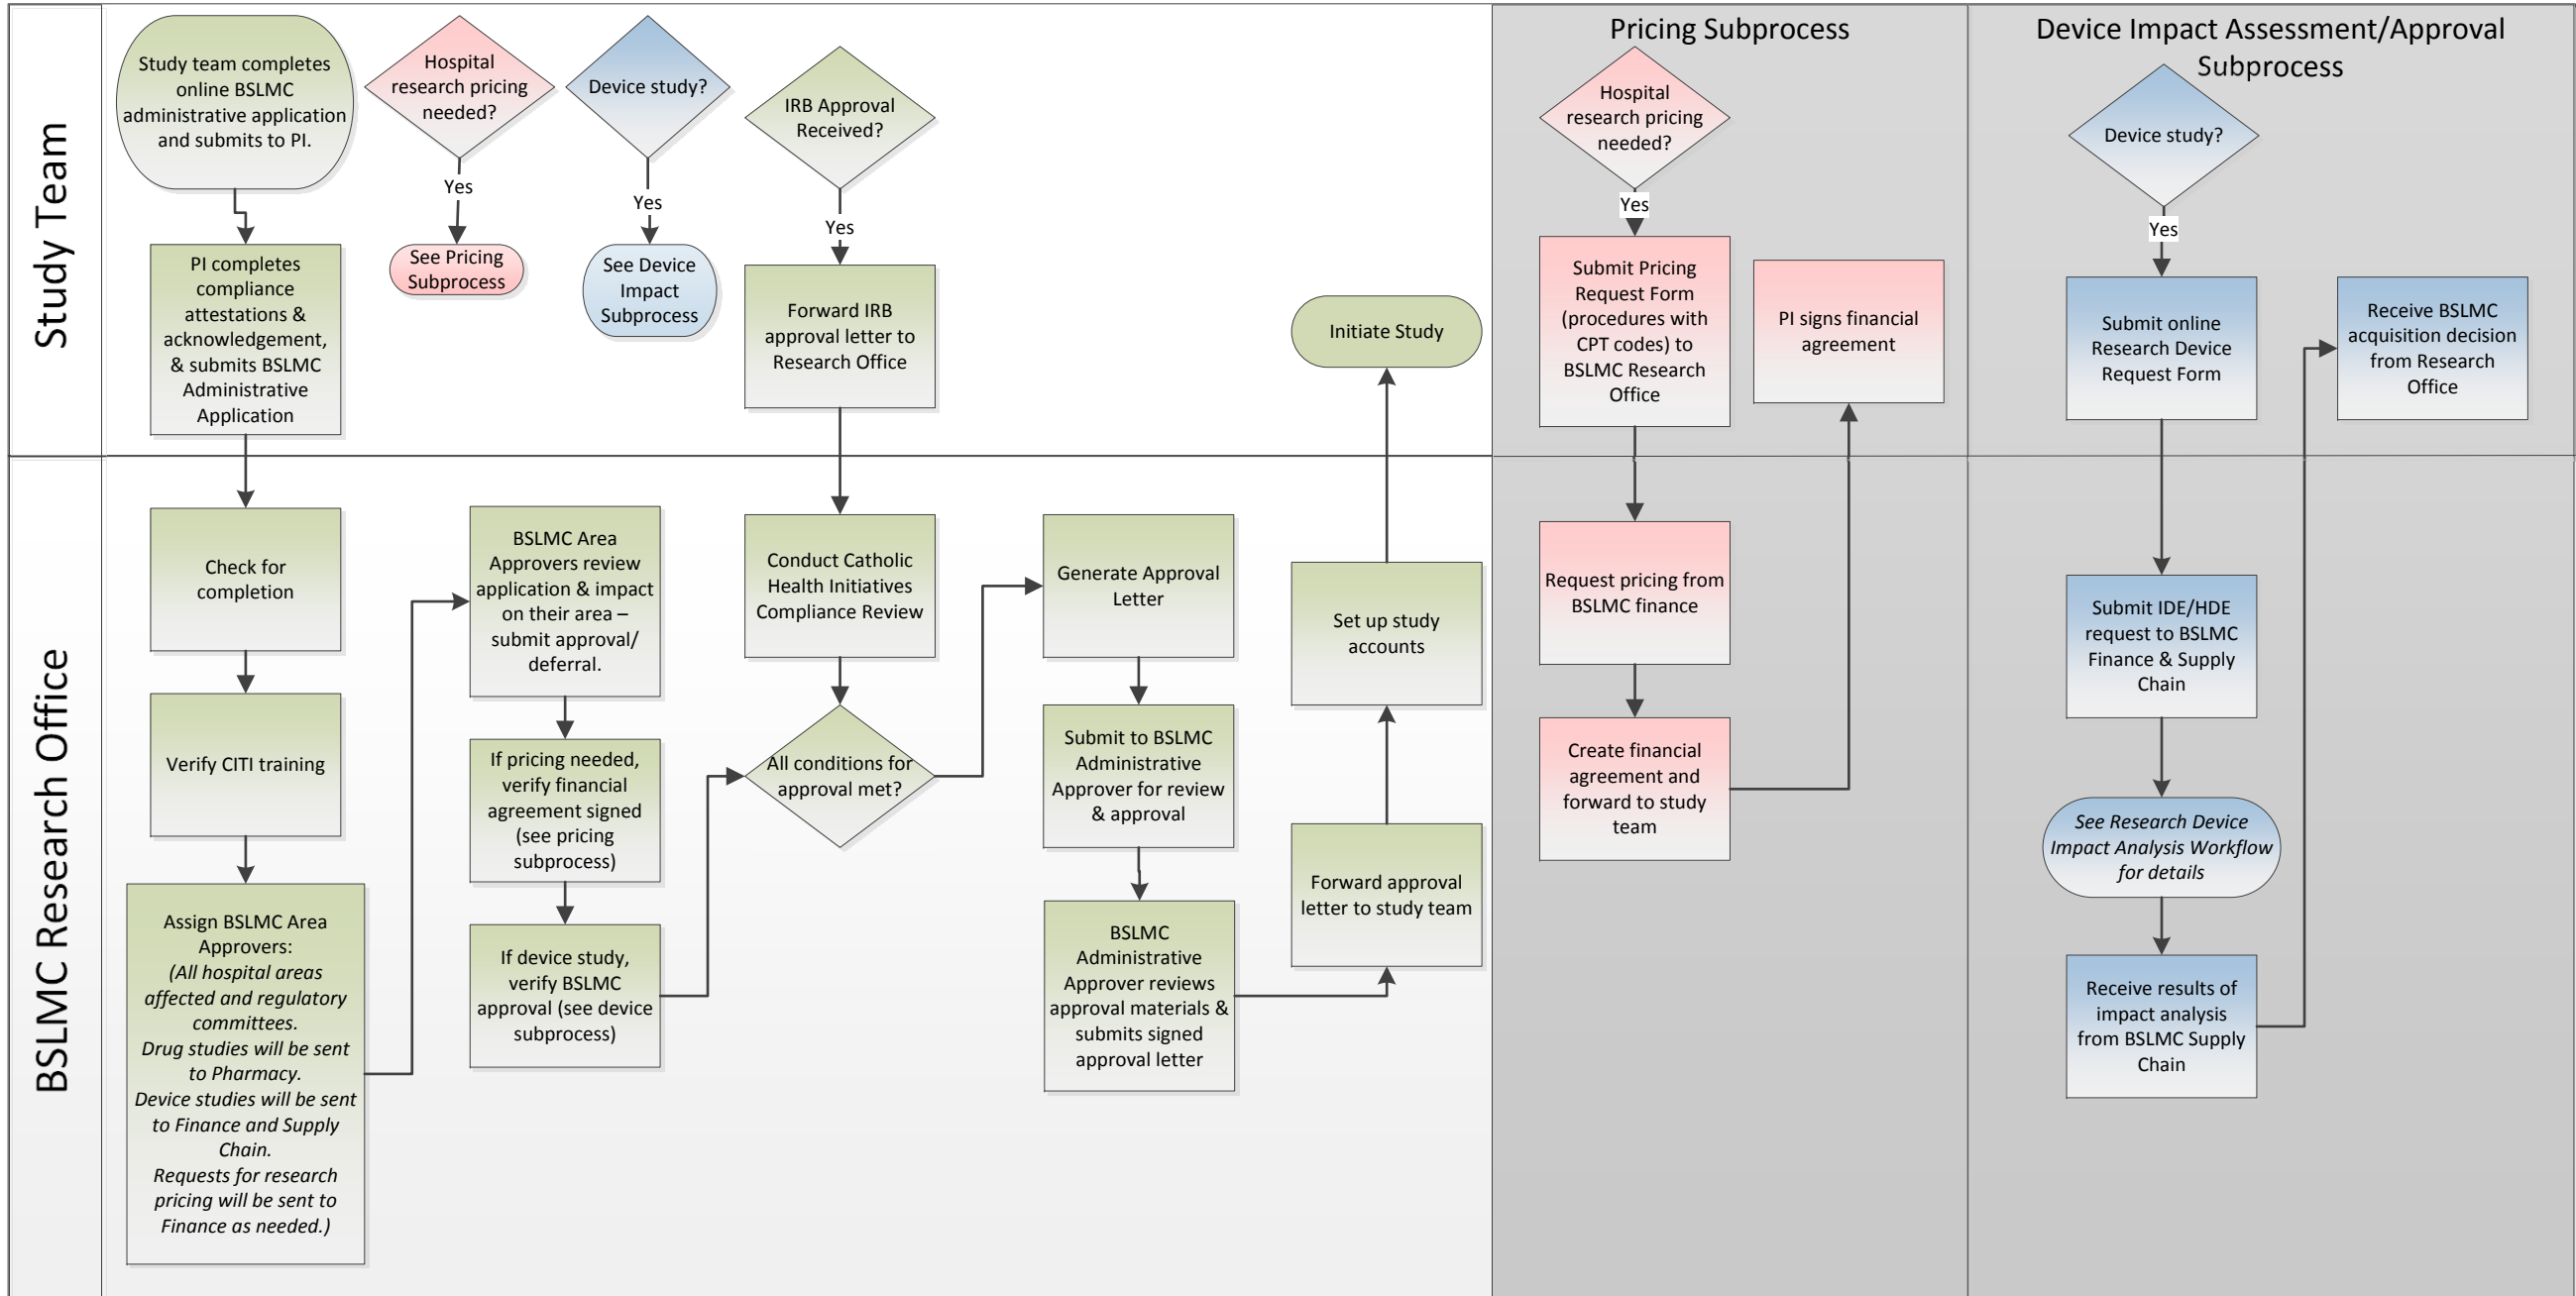 Study Team
BSLMC Research Office
Study team completes
online BSLMC
administrative application
and submits to PI.
PI completes
compliance
attestations &
acknowledgement,
& submits BSLMC
Administrative
Application
Hospital
research pricing
needed?
Yes
See Pricing
Subprocess
Device study?
Yes
See Device
Impact
Subprocess
IRB Approval
Received?
Yes
Forward IRB
approval letter to
Research Office
Initiate Study
Check for
completion
Verify CITI training
Assign BSLMC Area
Approvers:
(All hospital areas
affected and regulatory
committees.
Drug studies will be sent
to Pharmacy.
Device studies will be sent
to Finance and Supply
Chain.
Requests for research
pricing will be sent to
Finance as needed.)
BSLMC Area
Approvers review
application & impact
on their area –
submit approval/
deferral.
If pricing needed,
verify financial
agreement signed
(see pricing
subprocess)
If device study,
verify BSLMC
approval (see device
subprocess)
Conduct Catholic
Health Initiatives
Compliance Review
All conditions for
approval met?
Generate Approval
Letter
Submit to BSLMC
Administrative
Approver for review
& approval
BSLMC
Administrative
Approver reviews
approval materials &
submits signed
approval letter
Forward approval
letter to study team
Set up study
accounts
Pricing Subprocess
Hospital
research pricing
needed?
Yes
Submit Pricing
Request Form
(procedures with
CPT codes) to
BSLMC Research
Office
Request pricing from
BSLMC finance
Create financial
agreement and
forward to study
team
PI signs financial
agreement
Device Impact Assessment/Approval
Subprocess
Device study?
Yes
Submit online
Research Device
Request Form
Submit IDE/HDE
request to BSLMC
Finance & Supply
Chain
See Research Device
Impact Analysis Workflow
for details
Receive results of
impact analysis
from BSLMC Supply
Chain
Receive BSLMC
acquisition decision
from Research
Office